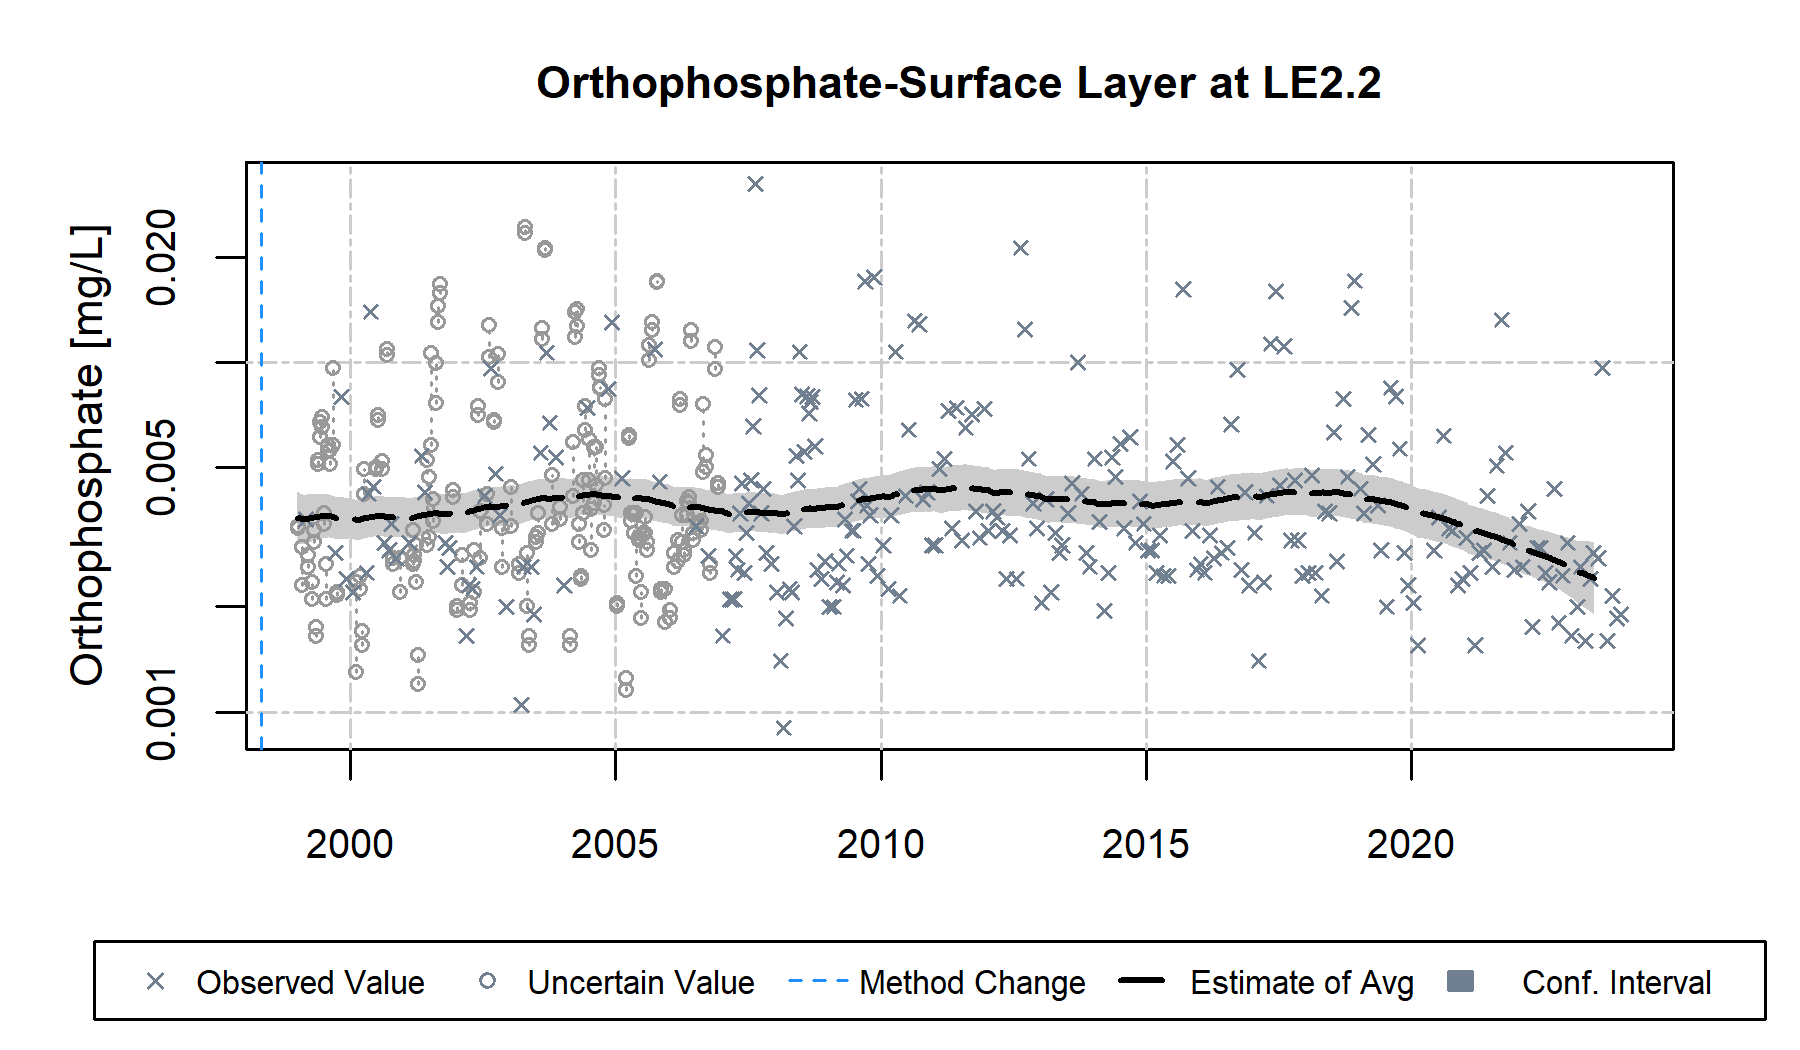 Orthophosphate-Surface Layer at LE2.2
Orthophosphate [mg/L]
0.020
0.005
0.001
2000 2005 2010 2015 2020
Observed Value Uncertain Value Method Change Estimate of Avg Conf. Interval